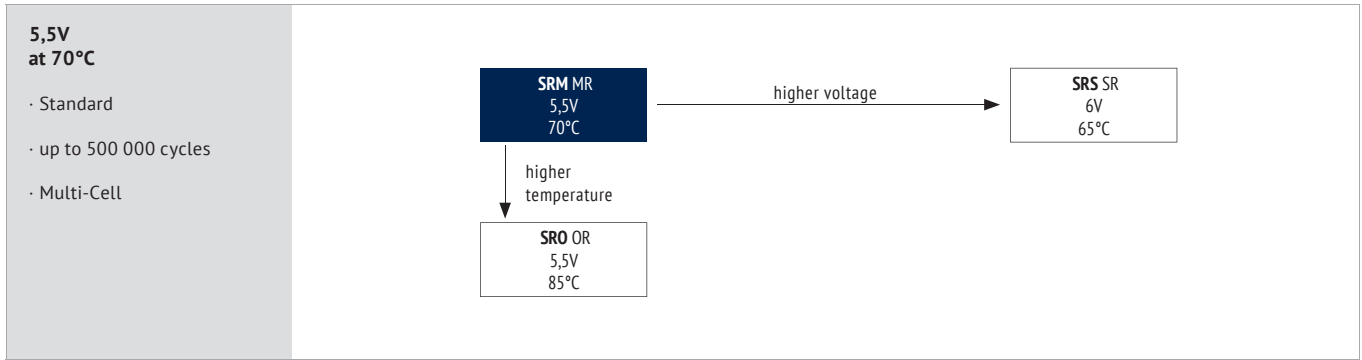 5,5V
at 70°C
· Standard
· up to 500 000 cycles
· Multi-Cell
SRM MR
5,5V
70°C
higher voltage
SRS SR
6V
65°C
higher
temperature
SRO OR
5,5V
85°C